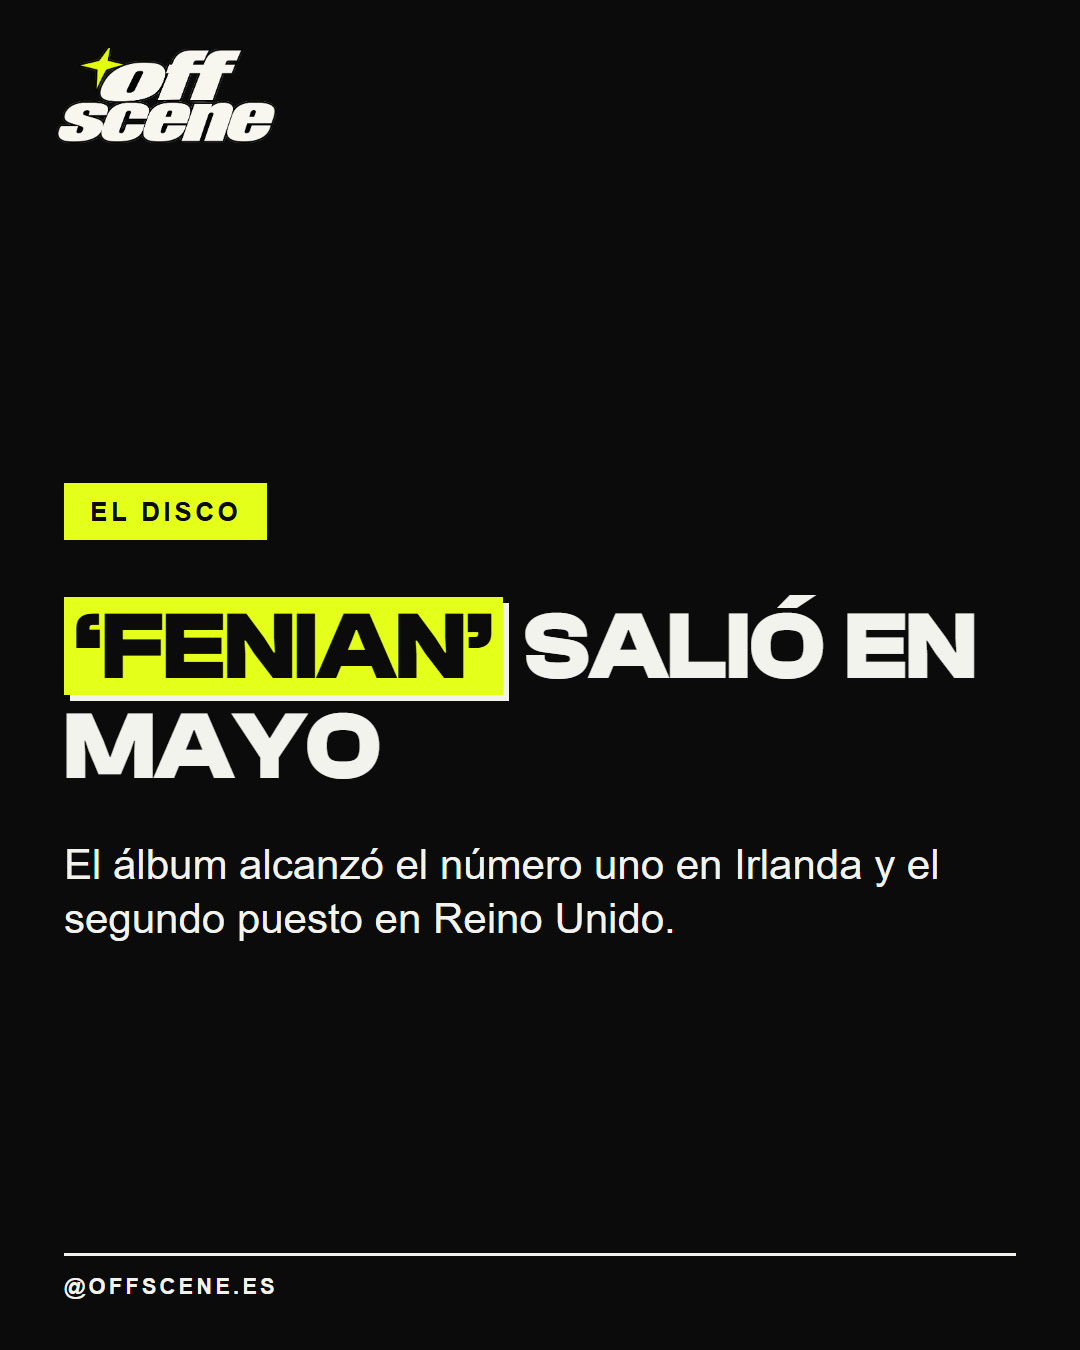 off
scene
EL DISCO
‘FENIAN’ SALIÓ EN
MAYO
El álbum alcanzó el número uno en Irlanda y el
segundo puesto en Reino Unido.
@OFFSCENE.ES